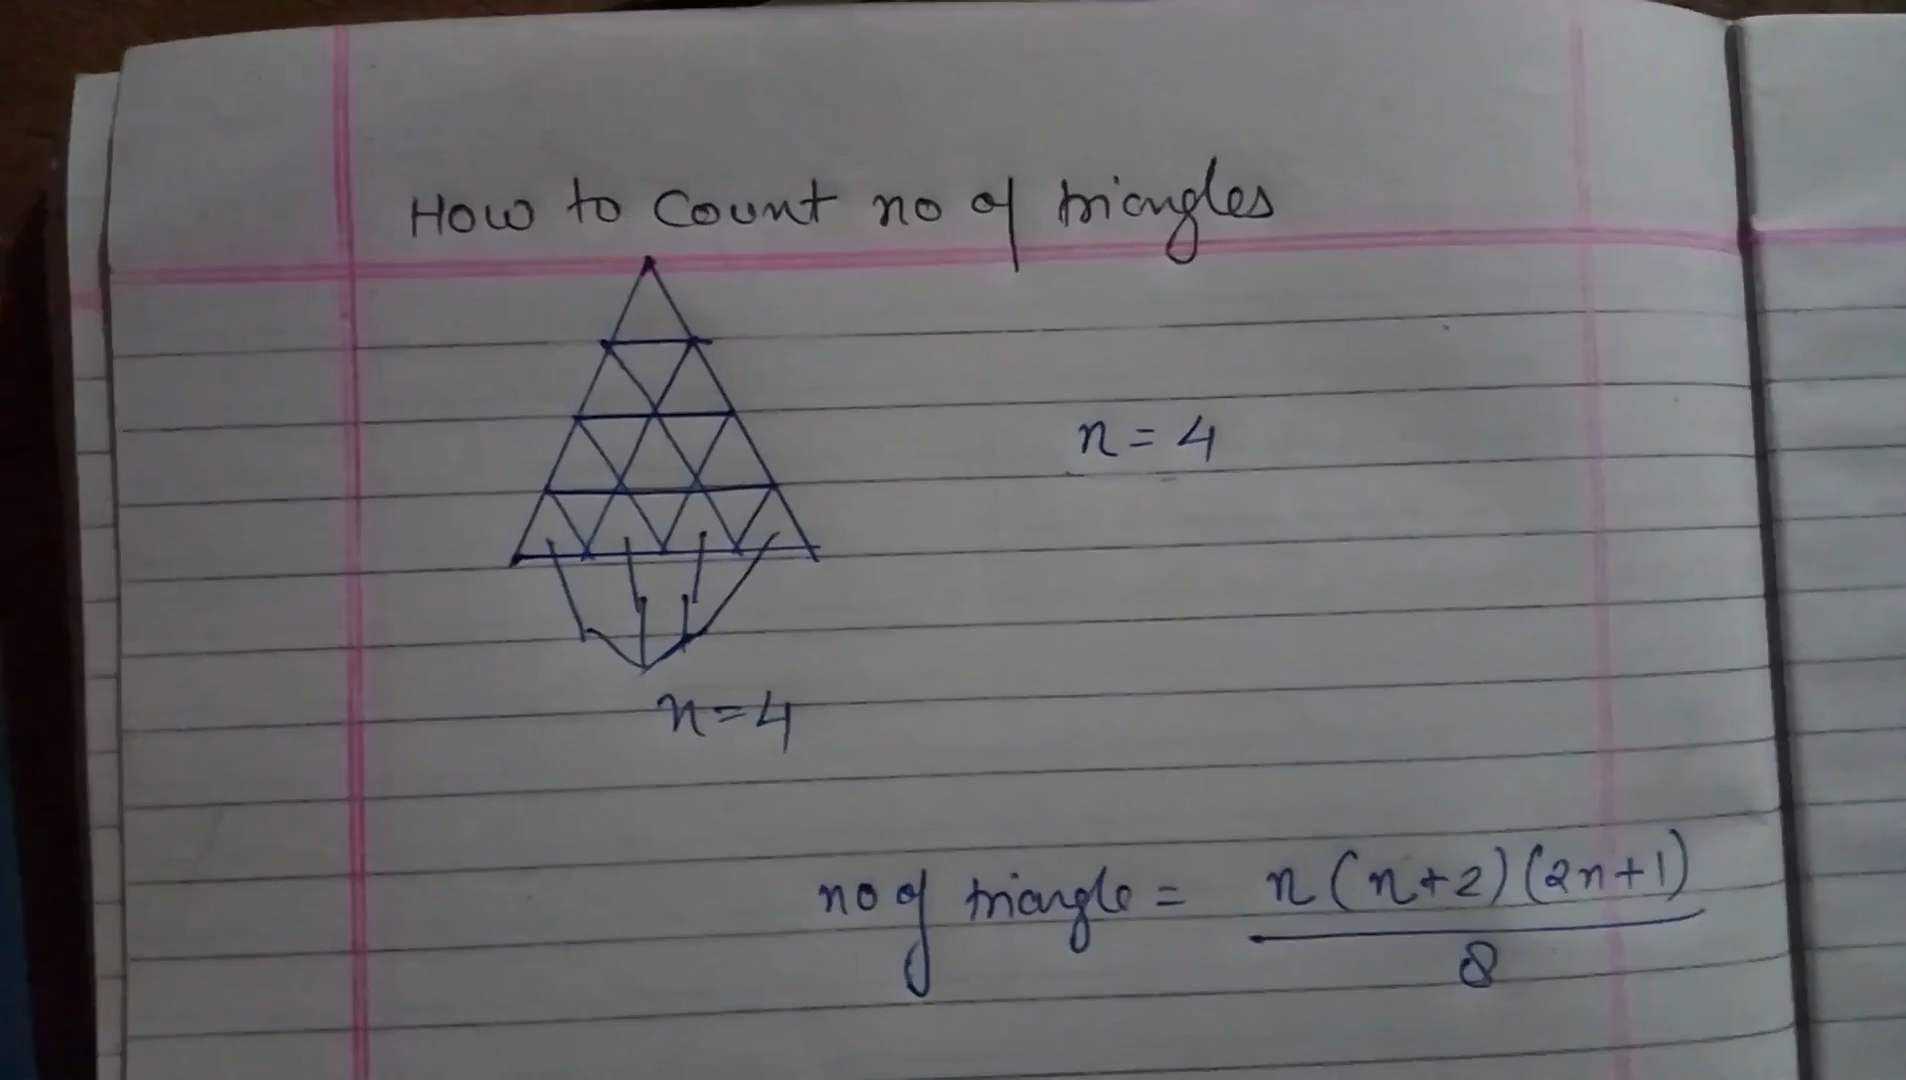 How to Count no of triangles
n = 4
n = 4
no of triangle = n(n+2)(2n+1)
8